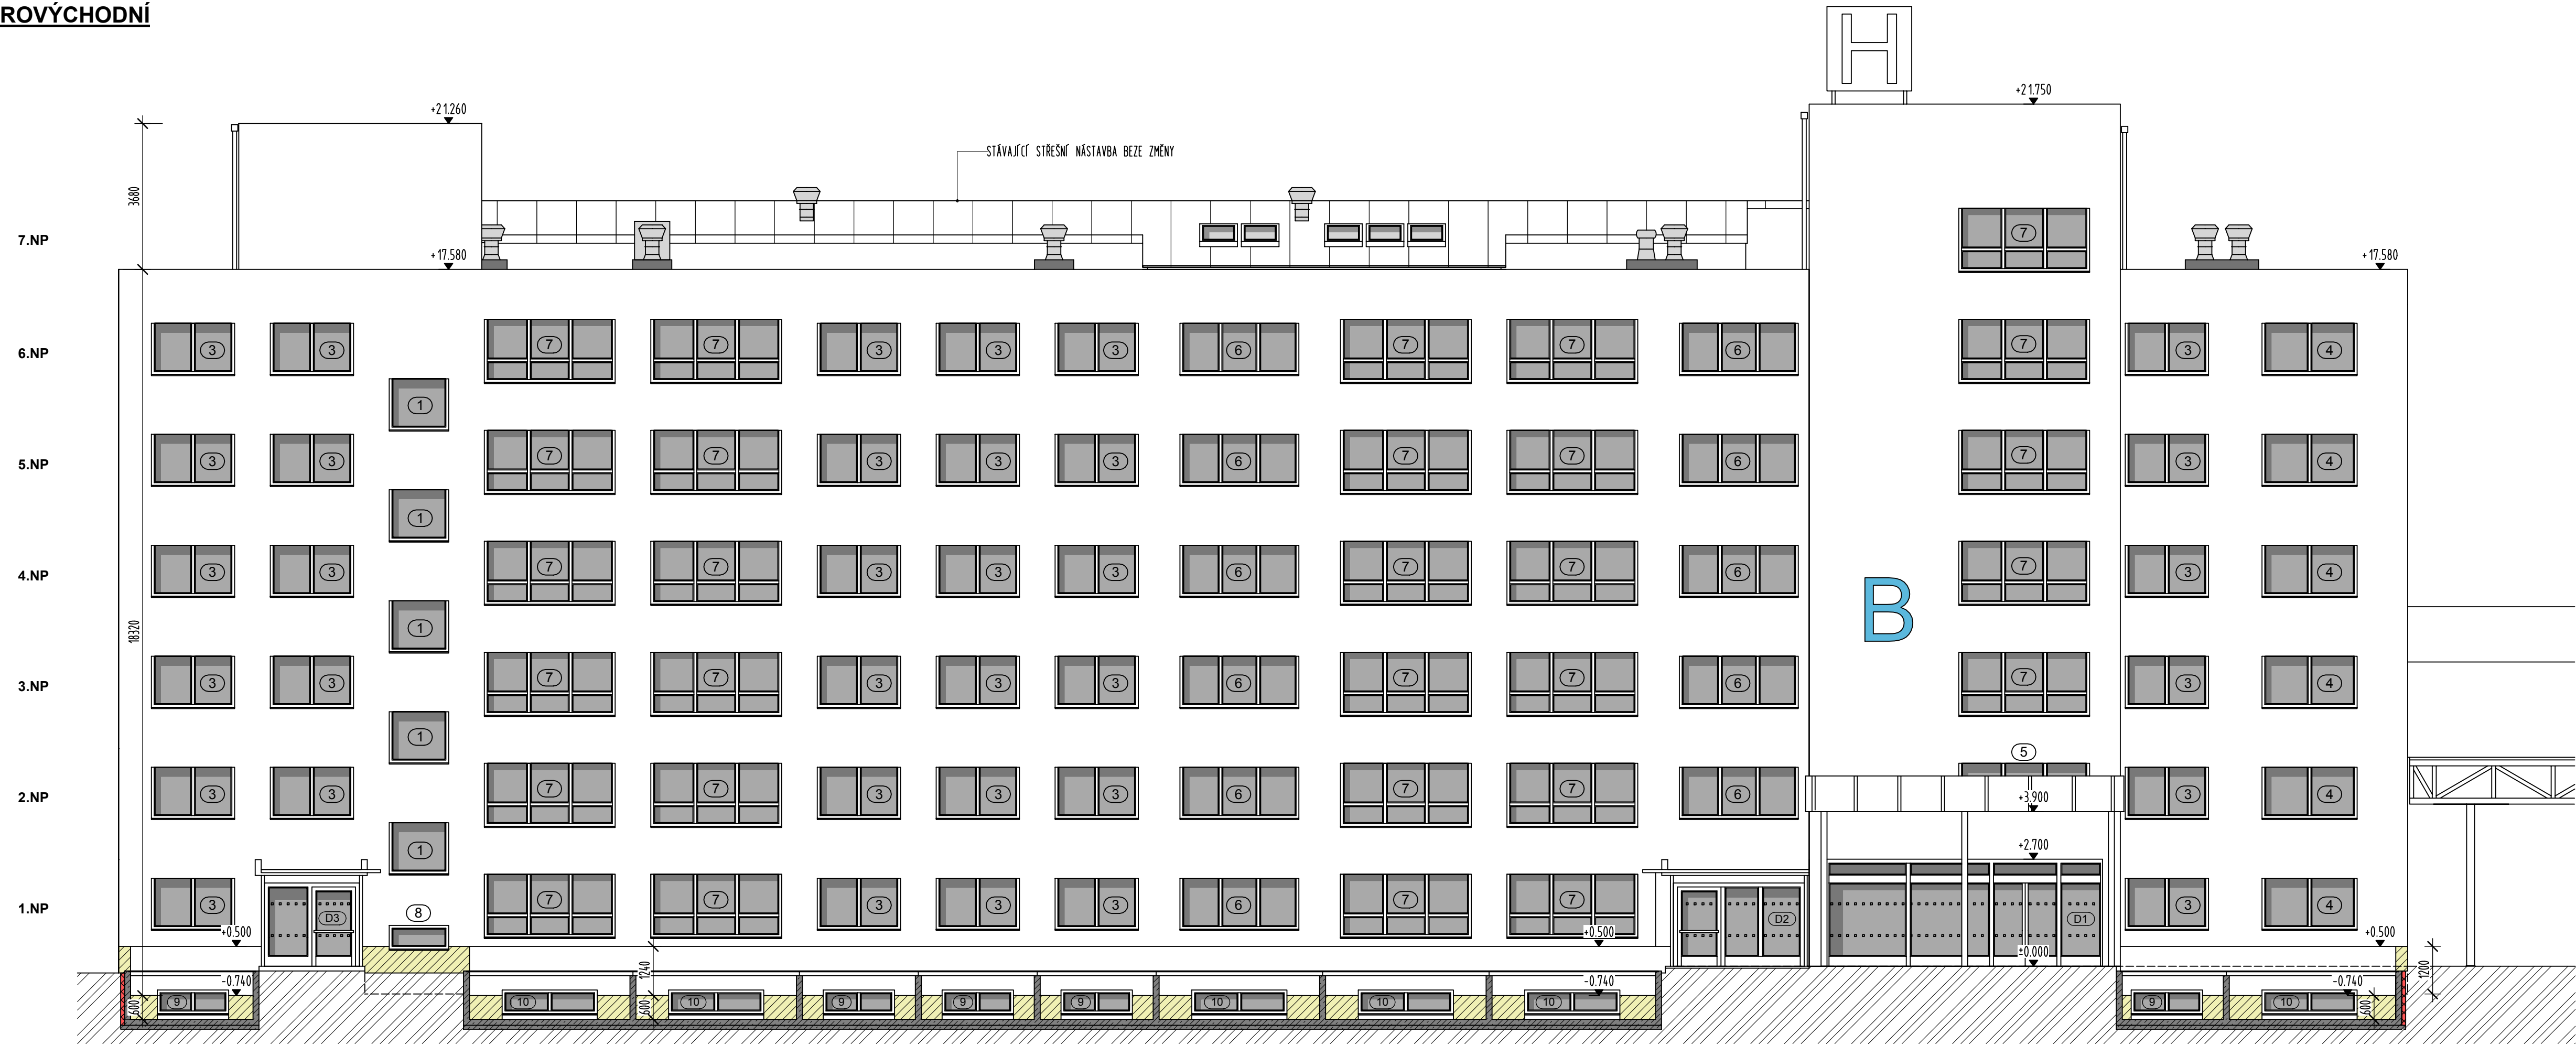 ROVÝCHODNÍ
H
+21.750
+21.260
STÁVAJÍCÍ STŘEŠNÍ NÁSTAVBA BEZE ZMĚNY
3680
7.NP
7
+17.580
+17.580
6.NP
3 3 7 7 3 3 3 6 7 7 6 7 3 4
1
5.NP
3 3 7 7 3 3 3 6 7 7 6 7 3 4
1
4.NP
3 3 7 7 3 3 3 6 7 7 6 7 3 4
B
18320
1
3.NP
3 3 7 7 3 3 3 6 7 7 6 7 3 4
1
5
2.NP
3 3 7 7 3 3 3 6 7 7 6 +3.900 3 4
1
+2.700
1.NP
3 D3 8 7 7 3 3 3 6 7 7 D2 D1 3 4
+0.500 +0.500 +0.500
±0.000
1240 1200
-0.740 -0.740 -0.740
600 9 10 600 10 9 9 9 10 10 10 9 10 600